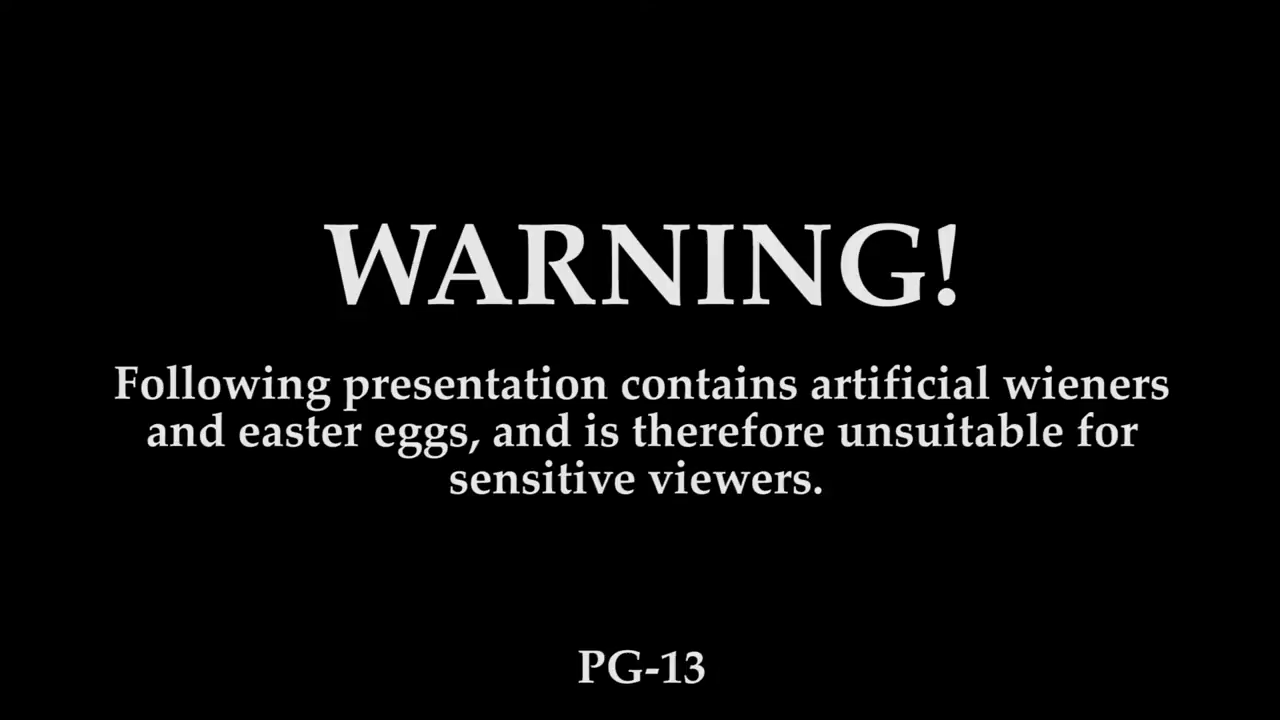 WARNING!
Following presentation contains artificial wieners
and easter eggs, and is therefore unsuitable for
sensitive viewers.
PG-13